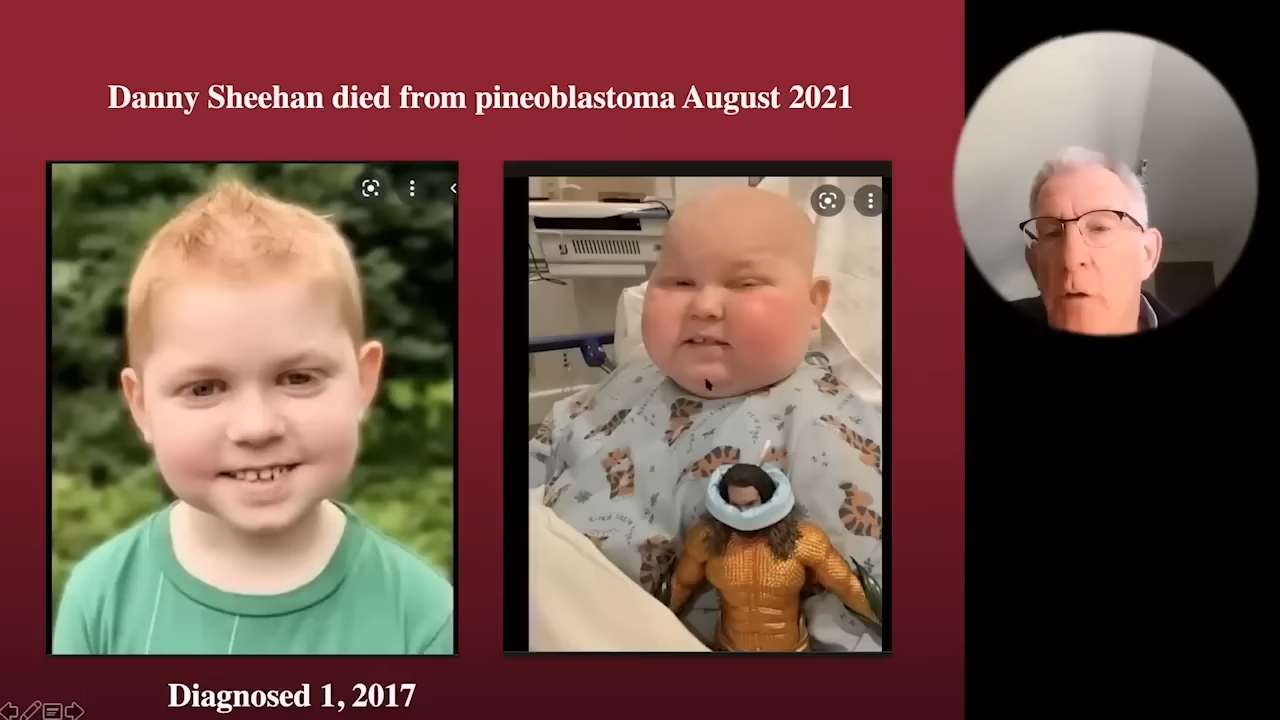 Danny Sheehan died from pineoblastoma August 2021
Diagnosed 1, 2017